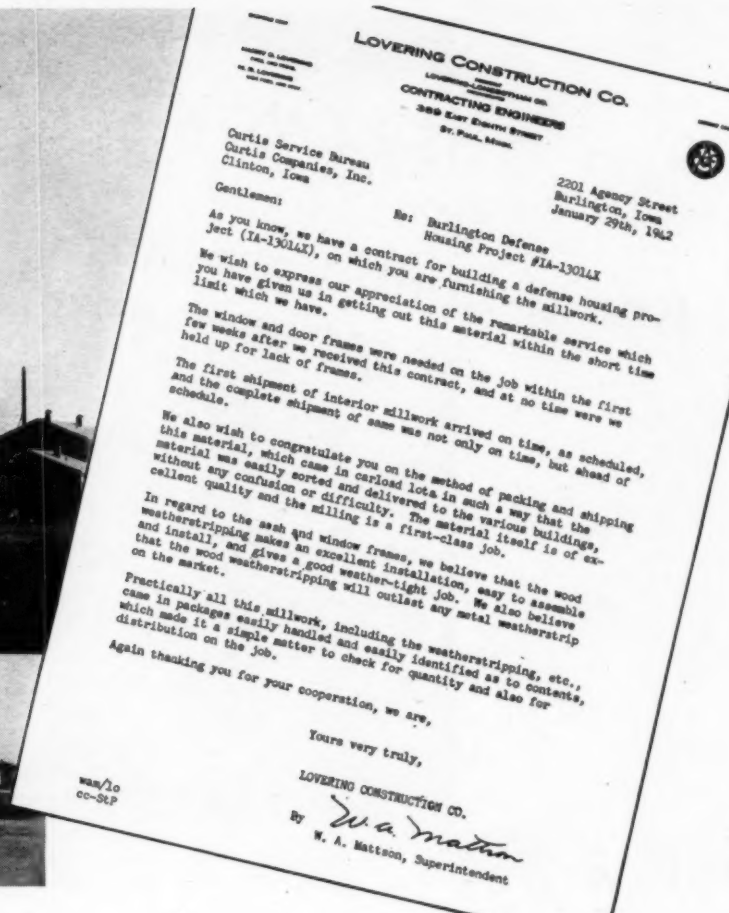 LOVERING CONSTRUCTION CO.
LOVERING-LONGBOTHAM CO.
CONTRACTING ENGINEERS
389 EAST EIGHTH STREET
ST. PAUL, MINN.
HARRY D. LOVERING
Curtis Service Bureau
Curtis Companies, Inc.
Clinton, Iowa
2201 Agency Street
Burlington, Iowa
January 29th, 1942
Gentlemen:
Re: Burlington Defense
Housing Project #IA-13014X
As you know, we have a contract for building a defense housing pro-
ject (IA-13014X), on which you are furnishing the millwork.
We wish to express our appreciation of the remarkable service which
you have given us in getting out this material within the short time
limit which we have.
The window and door frames were needed on the job within the first
few weeks after we received this contract, and at no time were we
held up for lack of frames.
The first shipment of interior millwork arrived on time, as scheduled,
and the complete shipment of same was not only on time, but ahead of
schedule.
We also wish to congratulate you on the method of packing and shipping
this material, which came in carload lots in such a way that the
material was easily sorted and delivered to the various buildings,
without any confusion or difficulty. The material itself is of ex-
cellent quality and the milling is a first-class job.
In regard to the sash and window frames, we believe that the wood
weatherstripping makes an excellent installation, easy to assemble
and install, and gives a good weather-tight job. We also believe
that the wood weatherstripping will outlast any metal weatherstrip
on the market.
Practically all this millwork, including the weatherstripping, etc.,
came in packages easily handled and easily identified as to contents,
which made it a simple matter to check for quantity and also for
distribution on the job.
Again thanking you for your cooperation, we are,
Yours very truly,
LOVERING CONSTRUCTION CO.
By W. A. Mattson
W. A. Mattson, Superintendent
wam/lo
cc-StP